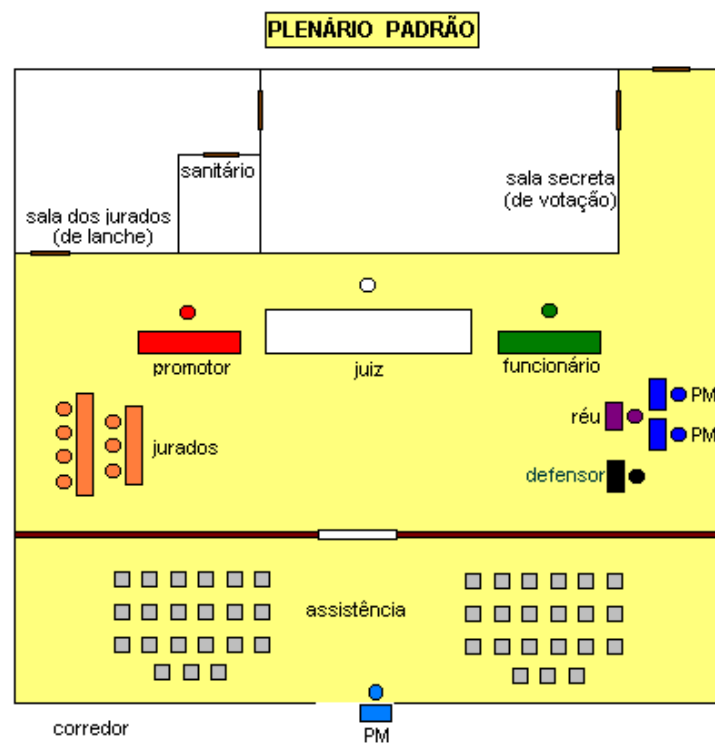 PLENÁRIO PADRÃO
sanitário
sala secreta
(de votação)
sala dos jurados
(de lanche)
promotor
juiz
funcionário
PM
réu
PM
jurados
defensor
assistência
corredor
PM